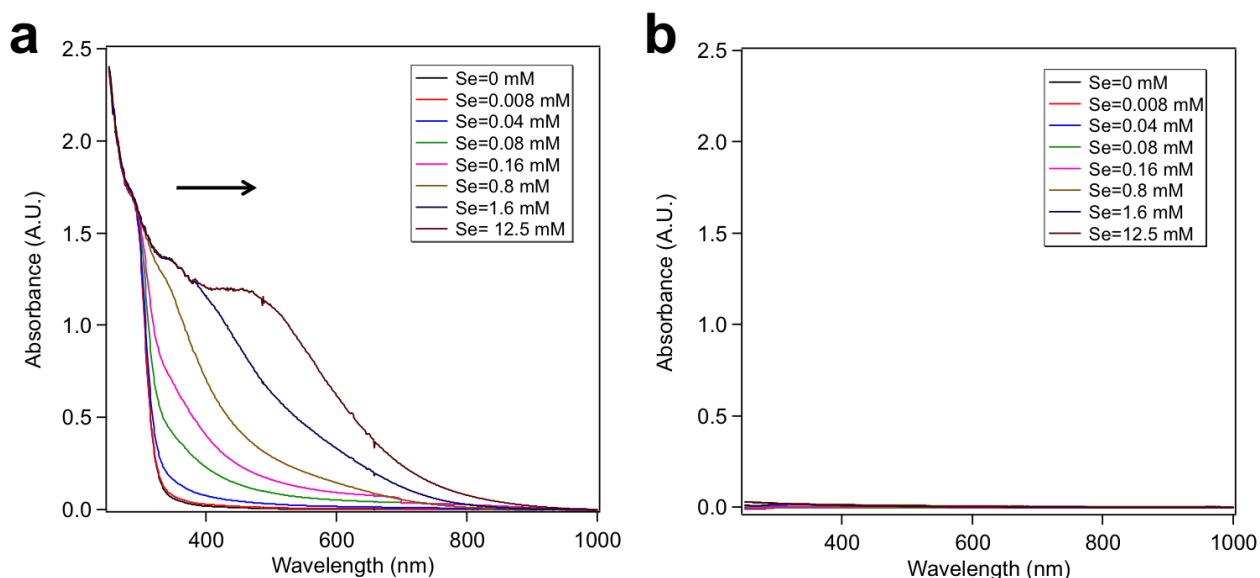 a
2.5
2.0
1.5
1.0
0.5
0.0
Absorbance (A.U.)
Se=0 mM
Se=0.008 mM
Se=0.04 mM
Se=0.08 mM
Se=0.16 mM
Se=0.8 mM
Se=1.6 mM
Se= 12.5 mM
400
600
800
1000
Wavelength (nm)
b
2.5
2.0
1.5
1.0
0.5
0.0
Absorbance (A.U.)
Se=0 mM
Se=0.008 mM
Se=0.04 mM
Se=0.08 mM
Se=0.16 mM
Se=0.8 mM
Se=1.6 mM
Se=12.5 mM
400
600
800
1000
Wavelength (nm)